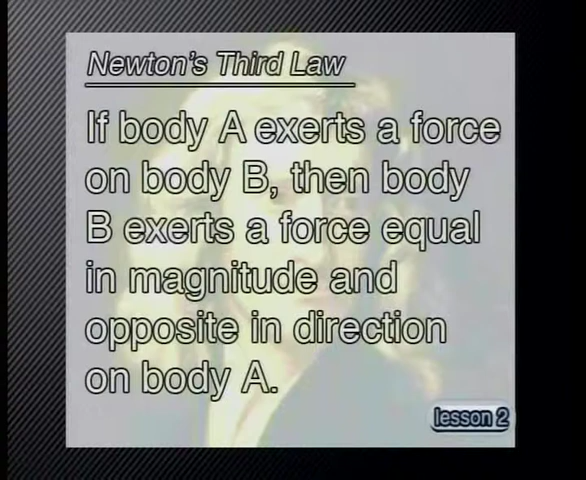 Newton's Third Law
If body A exerts a force
on body B, then body
B exerts a force equal
in magnitude and
opposite in direction
on body A.
lesson 2